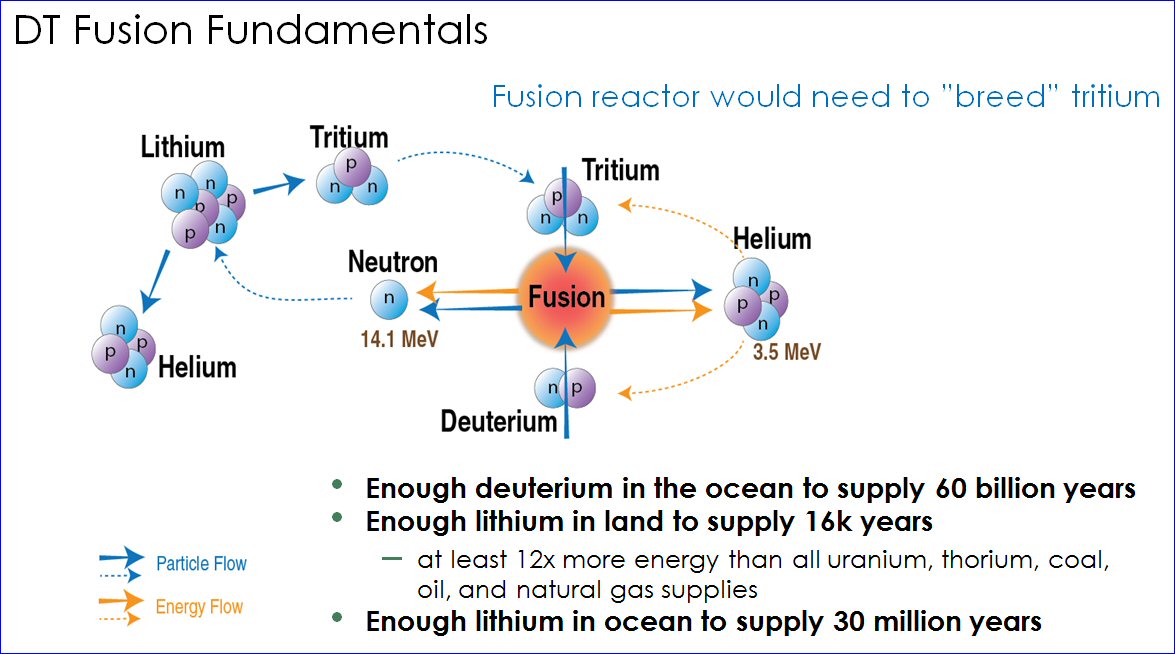 DT Fusion Fundamentals
Fusion reactor would need to ”breed” tritium
Lithium
n
n
p
p
p
n
Tritium
p
n
n
Tritium
p
n
n
Neutron
n
14.1 MeV
Fusion
Helium
n
p
p
n
3.5 MeV
Helium
n
p
p
n
n
p
Deuterium
• Enough deuterium in the ocean to supply 60 billion years
• Enough lithium in land to supply 16k years
— at least 12x more energy than all uranium, thorium, coal,
oil, and natural gas supplies
• Enough lithium in ocean to supply 30 million years
Particle Flow
Energy Flow